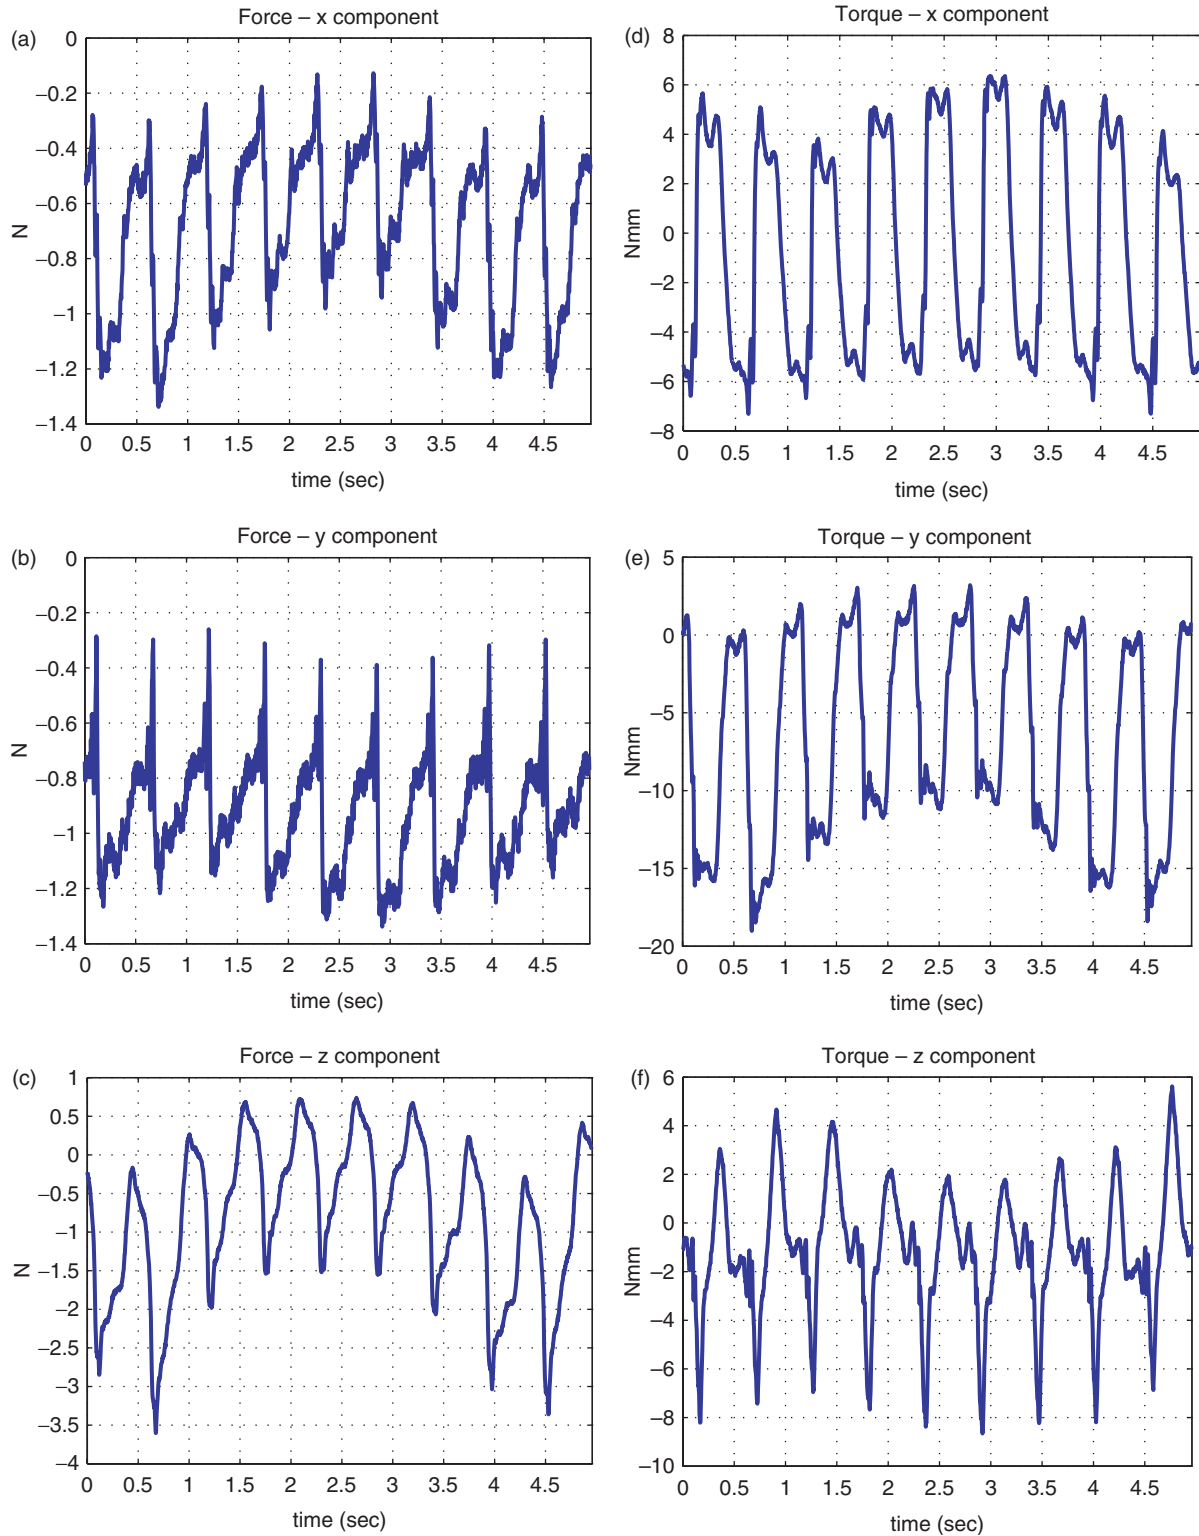 Force – x component
(a)
0
–0.2
–0.4
–0.6
–0.8
–1
–1.2
–1.4
N
0 0.5 1 1.5 2 2.5 3 3.5 4 4.5
time (sec)
Torque – x component
(d)
8
6
4
2
0
–2
–4
–6
–8
Nmm
0 0.5 1 1.5 2 2.5 3 3.5 4 4.5
time (sec)
Force – y component
(b)
0
–0.2
–0.4
–0.6
–0.8
–1
–1.2
–1.4
N
0 0.5 1 1.5 2 2.5 3 3.5 4 4.5
time (sec)
Torque – y component
(e)
5
0
–5
–10
–15
–20
Nmm
0 0.5 1 1.5 2 2.5 3 3.5 4 4.5
time (sec)
Force – z component
(c)
1
0.5
0
–0.5
–1
–1.5
–2
–2.5
–3
–3.5
–4
N
0 0.5 1 1.5 2 2.5 3 3.5 4 4.5
time (sec)
Torque – z component
(f)
6
4
2
0
–2
–4
–6
–8
–10
Nmm
0 0.5 1 1.5 2 2.5 3 3.5 4 4.5
time (sec)